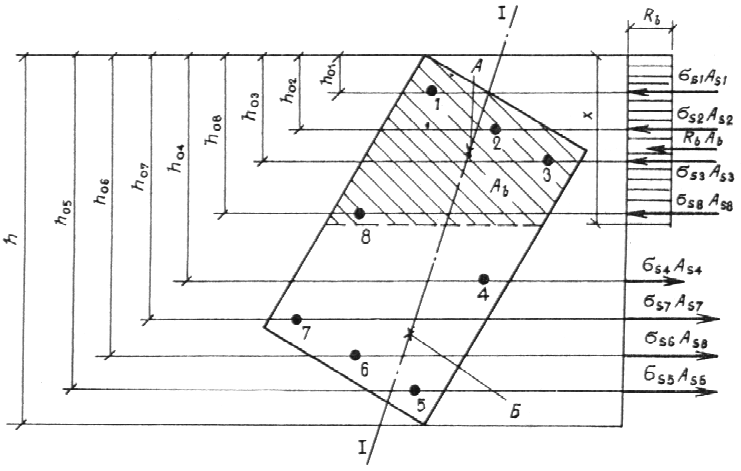 I
R_b
A
h_01
h_02
h_03
h_08
h_04
h_07
h_06
h_05
h
x
1
2
3
A_b
8
4
7
6
5
Б
I
σ_s1 A_s1
σ_s2 A_s2
R_b A_b
σ_s3 A_s3
σ_s8 A_s8
σ_s4 A_s4
σ_s7 A_s7
σ_s6 A_s8
σ_s5 A_s5